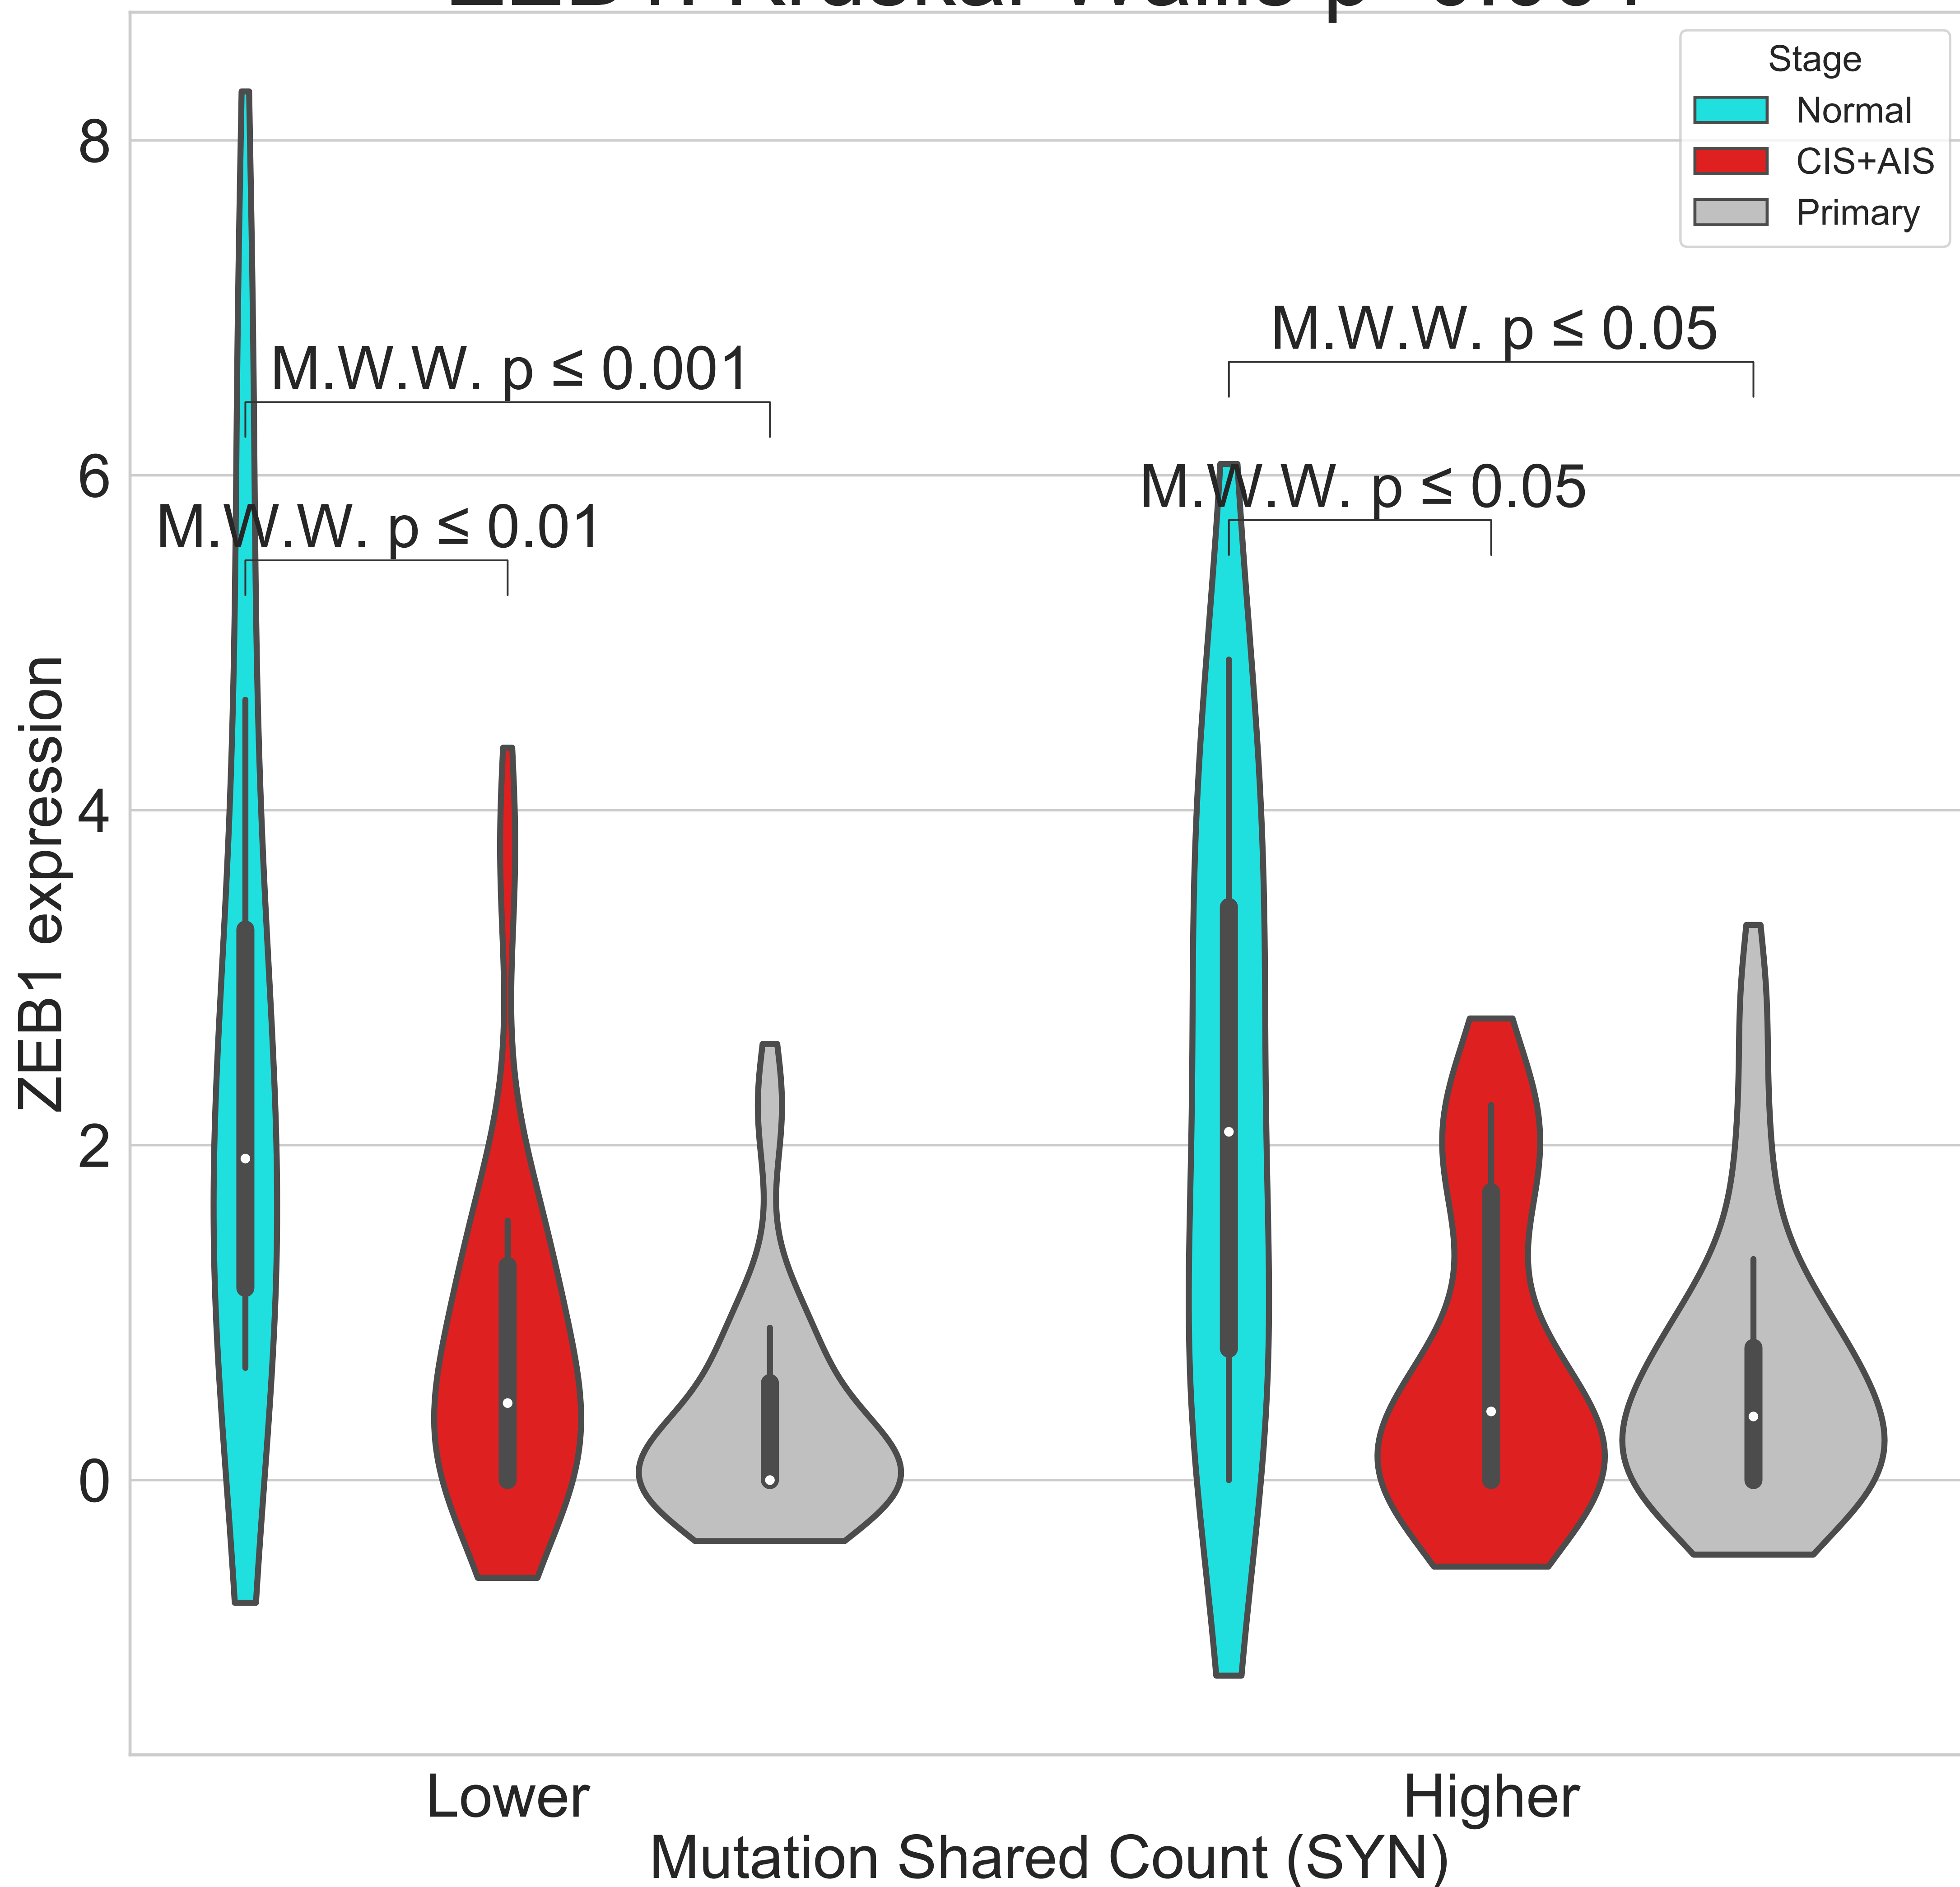 Stage
Normal
CIS+AIS
Primary
8
6
4
2
0
ZEB1 expression
M.W.W. p ≤ 0.001
M.W.W. p ≤ 0.05
M.W.W. p ≤ 0.05
M.W.W. p ≤ 0.01
Lower
Higher
Mutation Shared Count (SYN)